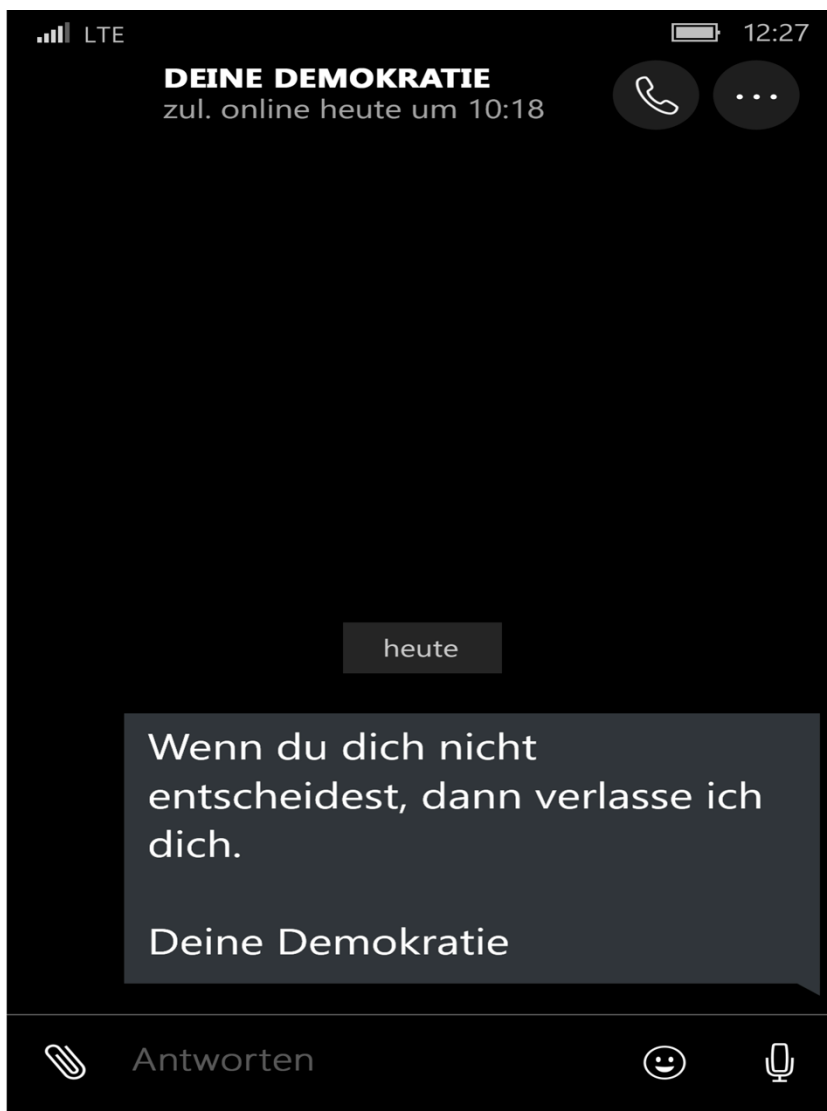 LTE 12:27
DEINE DEMOKRATIE
zul. online heute um 10:18
heute
Wenn du dich nicht
entscheidest, dann verlasse ich
dich.
Deine Demokratie
Antworten